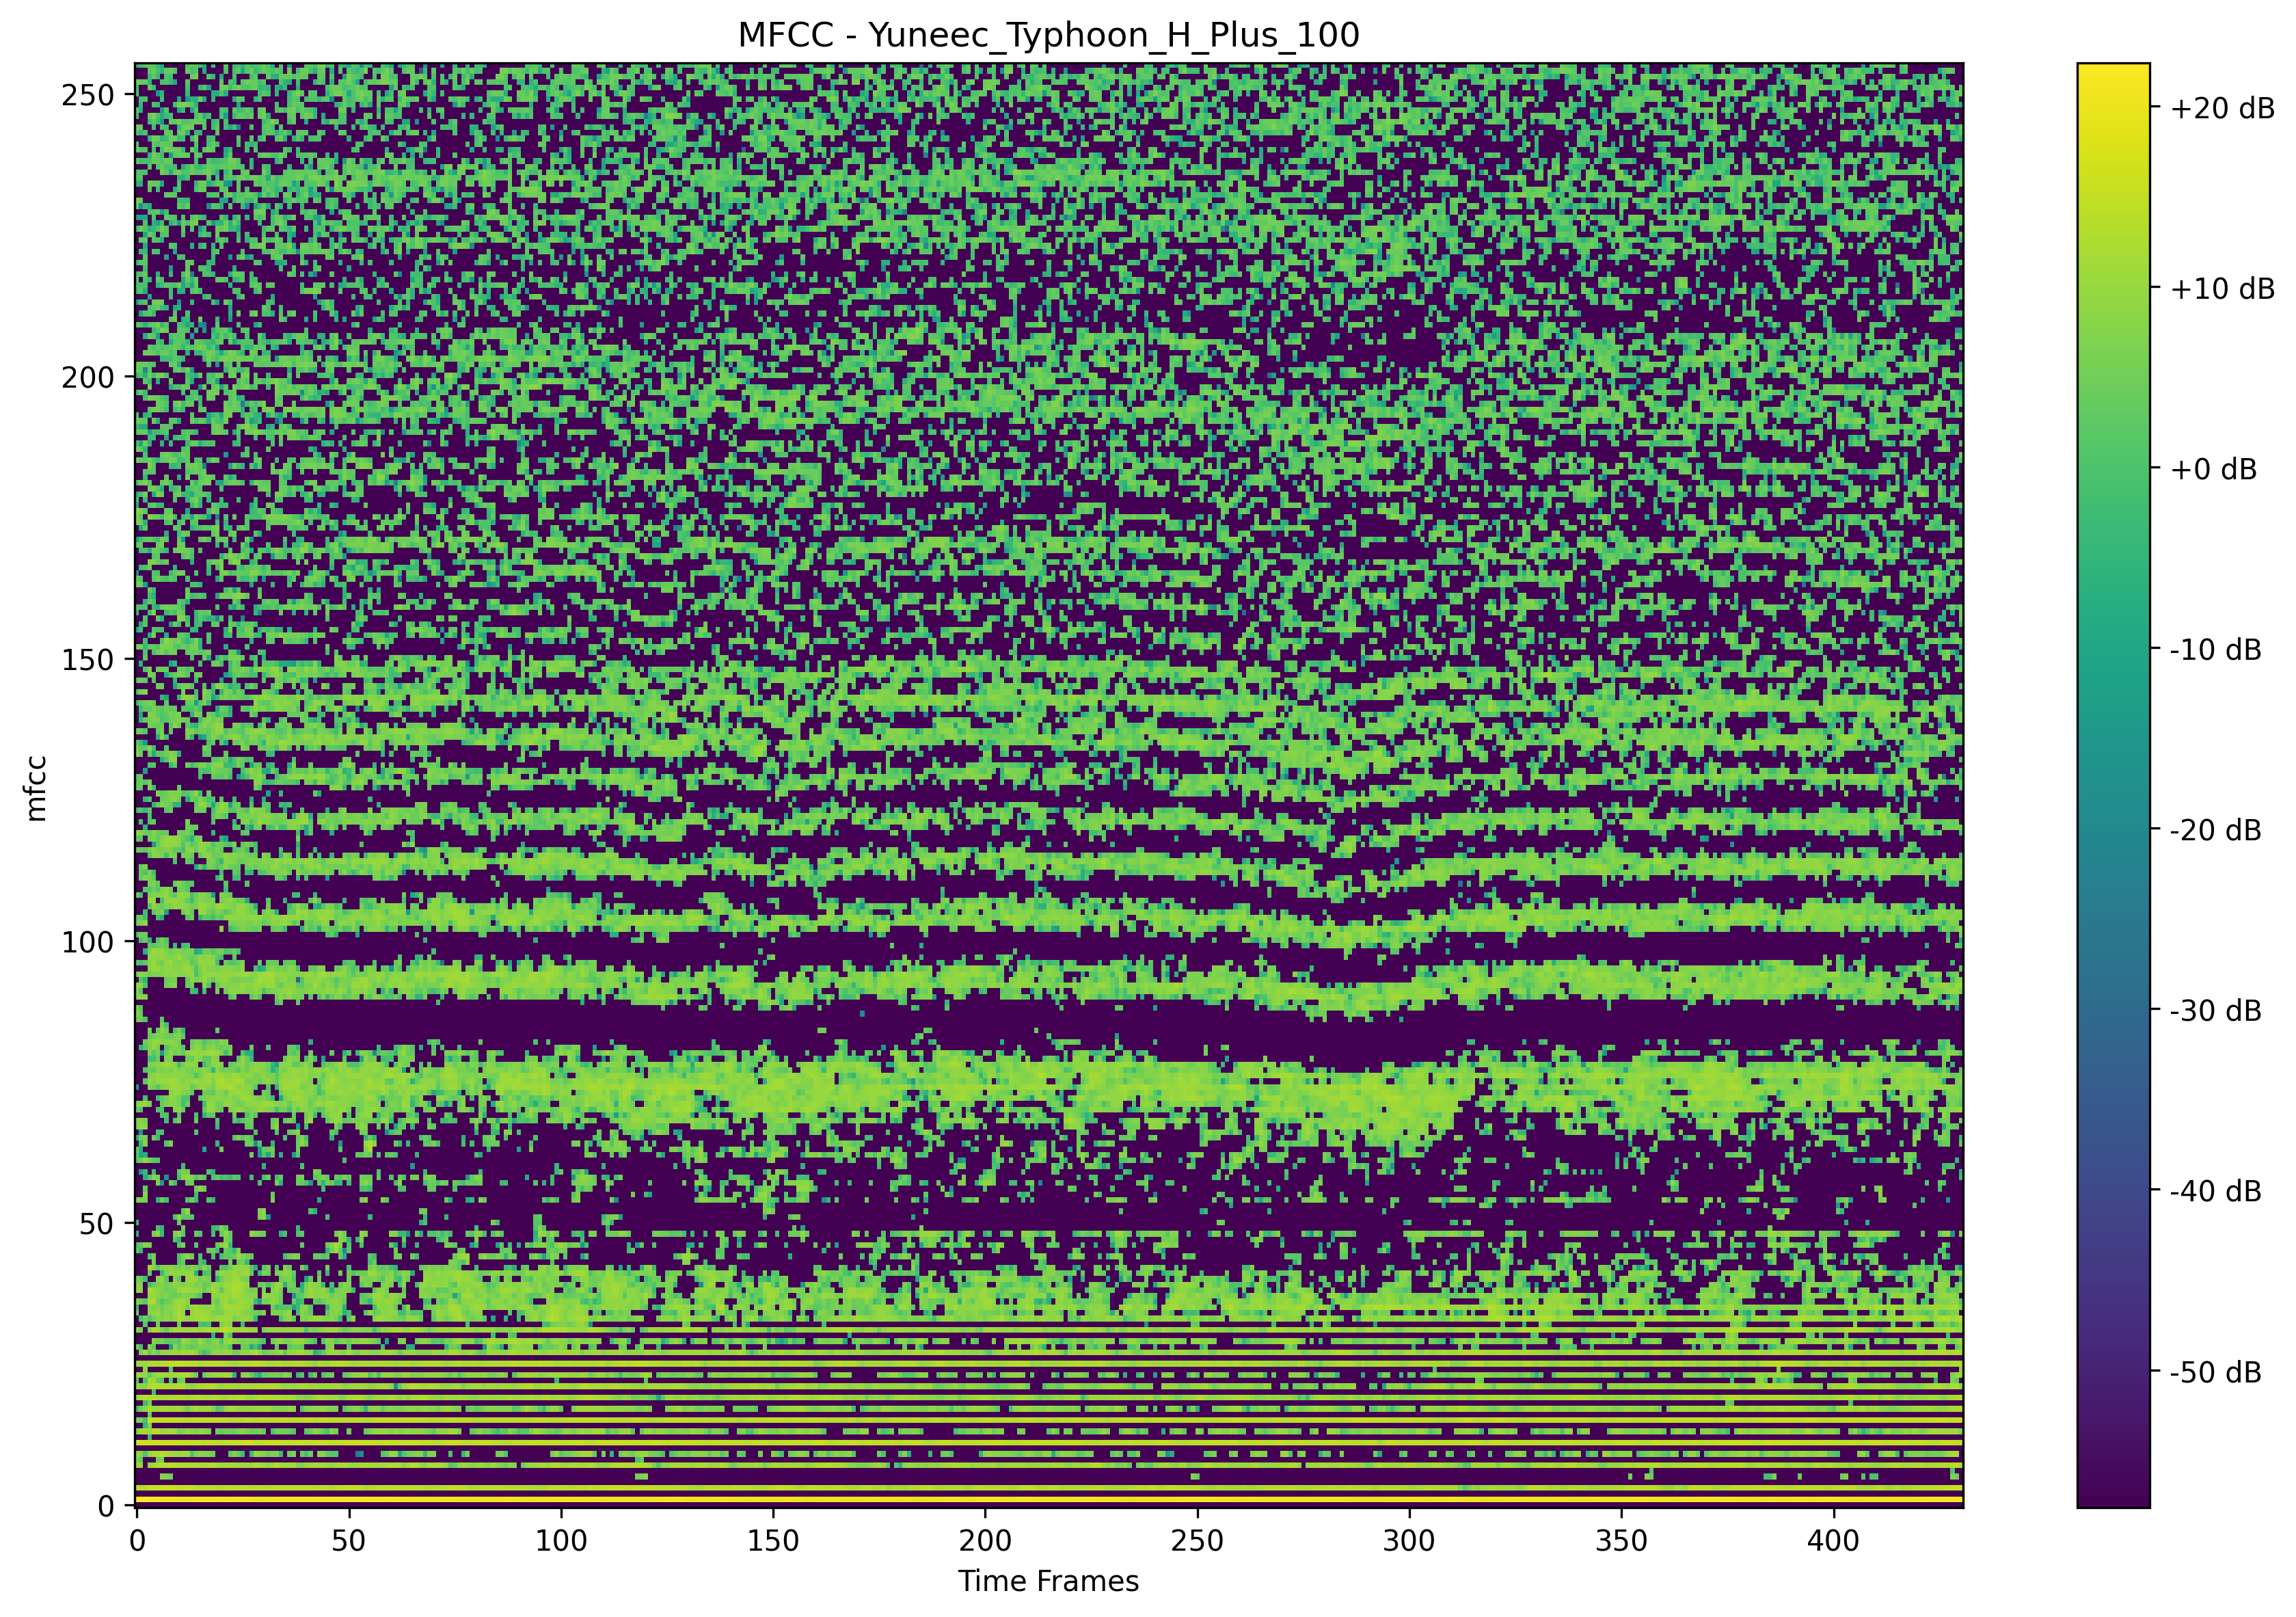 MFCC - Yuneec_Typhoon_H_Plus_100
250
200
150
100
50
0
mfcc
0 50 100 150 200 250 300 350 400
Time Frames
+20 dB
+10 dB
+0 dB
-10 dB
-20 dB
-30 dB
-40 dB
-50 dB